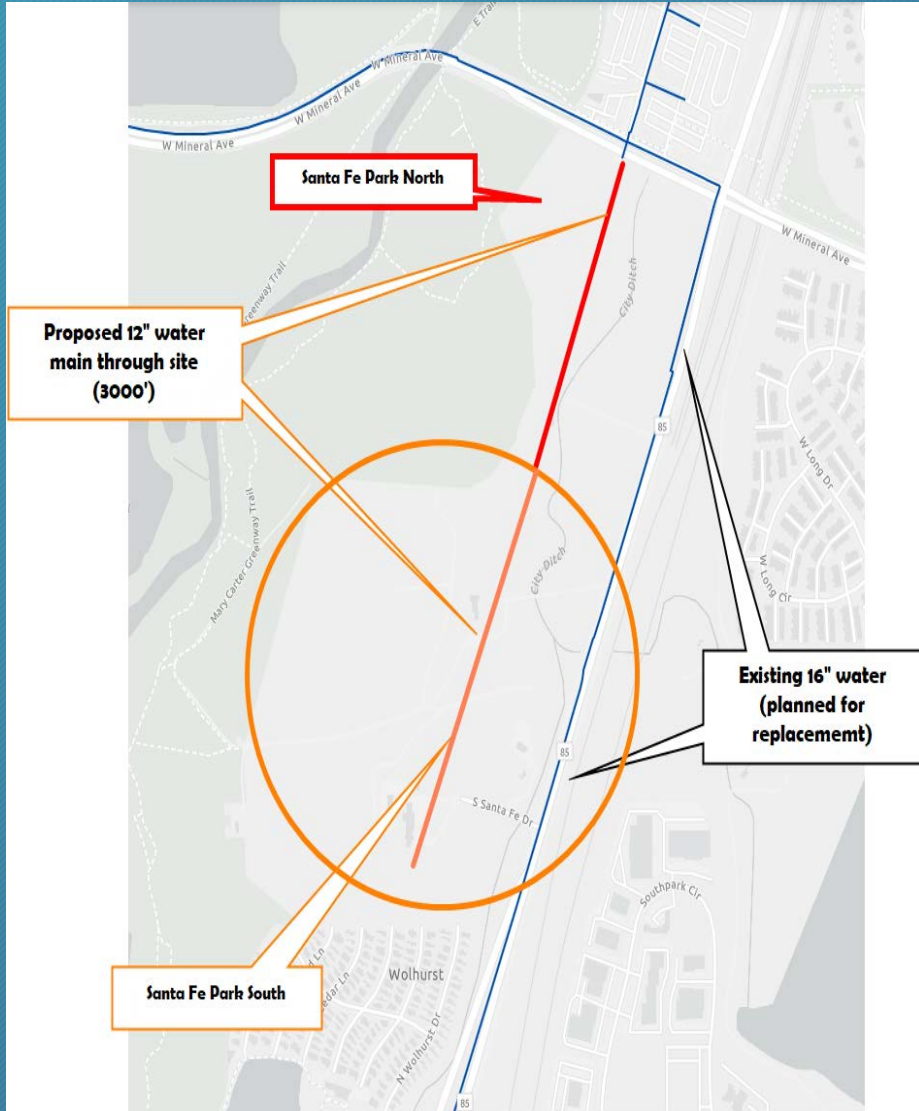 E Trail
W Mineral Ave
W Mineral Ave
W Mineral Ave
Santa Fe Park North
W Mineral Ave
City Ditch
Greenway Trail
Proposed 12" water
main through site
(3000')
85
W Long Dr
W Long Cir
Mary Carter Greenway Trail
City Ditch
Existing 16" water
(planned for
replacememt)
85
S Santa Fe Dr
Southpark Cir
Wolhurst
Santa Fe Park South
N Wolhurst Dr
85